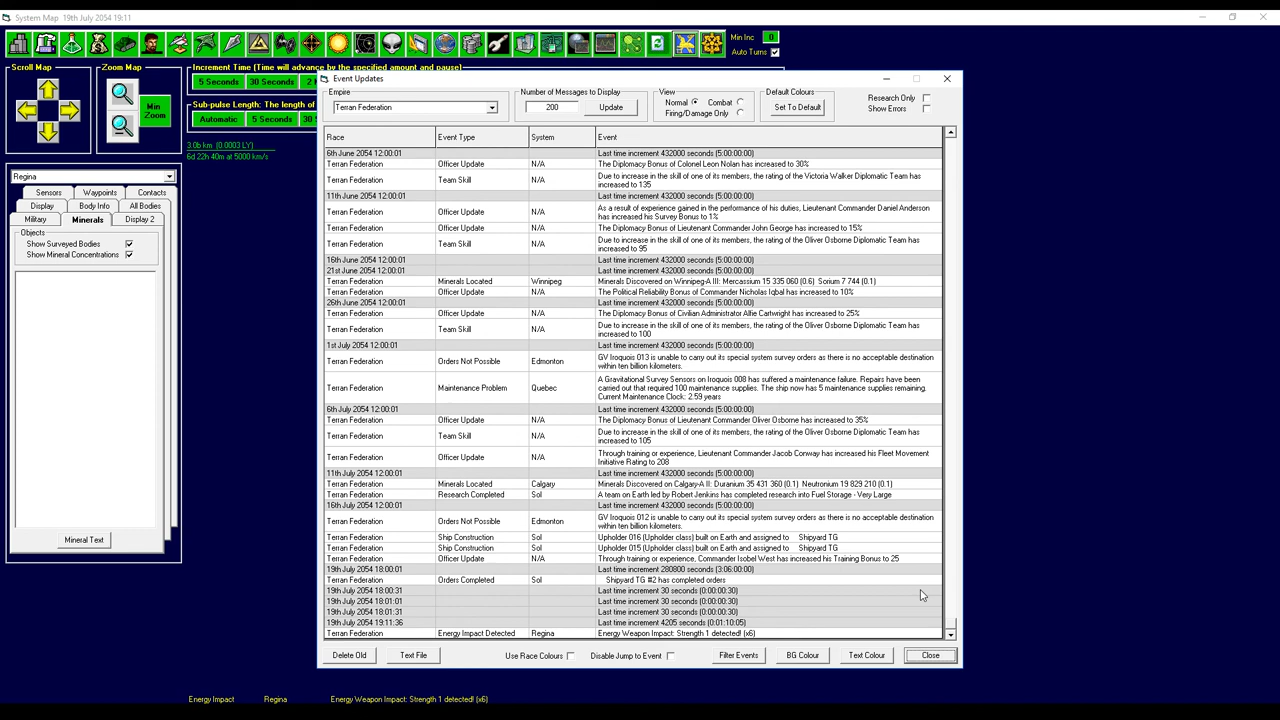 System Map   19th July 2054 19:11
Min Inc 0
Auto Turns
Scroll Map
Zoom Map
Min Zoom
Increment Time (Time will advance by the specified amount and pause)
5 Seconds 30 Seconds 2
Sub-pulse Length: The length of
Automatic 5 Seconds 30
3.0b km  (0.0003 LY)
6d 22h 40m at 5000 km/s
Regina
Sensors Waypoints Contacts
Display Body Info All Bodies
Military Minerals Display 2
Objects
Show Surveyed Bodies
Show Mineral Concentrations
Mineral Text
Event Updates
Empire
Terran Federation
Number of Messages to Display
200 Update
View
Normal Combat
Firing/Damage Only
Default Colours
Set To Default
Research Only
Show Errors
Race Event Type System Event
6th June 2054 12:00:01 Last time increment 432000 seconds (5:00:00:00)
Terran Federation Officer Update N/A The Diplomacy Bonus of Colonel Leon Nolan has increased to 30%
Terran Federation Team Skill N/A Due to increase in the skill of one of its members, the rating of the Victoria Walker Diplomatic Team has
increased to 135
11th June 2054 12:00:01 Last time increment 432000 seconds (5:00:00:00)
Terran Federation Officer Update N/A As a result of experience gained in the performance of his duties, Lieutenant Commander Daniel Anderson
has increased his Survey Bonus to 1%
Terran Federation Officer Update N/A The Diplomacy Bonus of Lieutenant Commander John George has increased to 15%
Terran Federation Team Skill N/A Due to increase in the skill of one of its members, the rating of the Oliver Osborne Diplomatic Team has
increased to 95
16th June 2054 12:00:01 Last time increment 432000 seconds (5:00:00:00)
21st June 2054 12:00:01 Last time increment 432000 seconds (5:00:00:00)
Terran Federation Minerals Located Winnipeg Minerals Discovered on Winnipeg-A III: Mercassium 15 335 060 (0.6)  Sorium 7 744 (0.1)
Terran Federation Officer Update N/A The Political Reliability Bonus of Commander Nicholas Iqbal has increased to 10%
26th June 2054 12:00:01 Last time increment 432000 seconds (5:00:00:00)
Terran Federation Officer Update N/A The Diplomacy Bonus of Civilian Administrator Alfie Cartwright has increased to 25%
Terran Federation Team Skill N/A Due to increase in the skill of one of its members, the rating of the Oliver Osborne Diplomatic Team has
increased to 100
1st July 2054 12:00:01 Last time increment 432000 seconds (5:00:00:00)
Terran Federation Orders Not Possible Edmonton GV Iroquois 013 is unable to carry out its special system survey orders as there is no acceptable destination
within ten billion kilometers.
Terran Federation Maintenance Problem Quebec A Gravitational Survey Sensors on Iroquois 008 has suffered a maintenance failure. Repairs have been
carried out that required 100 maintenance supplies. The ship now has 5 maintenance supplies remaining.
Current Maintenance Clock: 2.59 years
6th July 2054 12:00:01 Last time increment 432000 seconds (5:00:00:00)
Terran Federation Officer Update N/A The Diplomacy Bonus of Lieutenant Commander Oliver Osborne has increased to 35%
Terran Federation Team Skill N/A Due to increase in the skill of one of its members, the rating of the Oliver Osborne Diplomatic Team has
increased to 105
Terran Federation Officer Update N/A Through training or experience, Lieutenant Commander Jacob Conway has increased his Fleet Movement
Initiative Rating to 208
11th July 2054 12:00:01 Last time increment 432000 seconds (5:00:00:00)
Terran Federation Minerals Located Calgary Minerals Discovered on Calgary-A II: Duranium 35 431 360 (0.1)  Neutronium 19 829 210 (0.1)
Terran Federation Research Completed Sol A team on Earth led by Robert Jenkins has completed research into Fuel Storage - Very Large
16th July 2054 12:00:01 Last time increment 432000 seconds (5:00:00:00)
Terran Federation Orders Not Possible Edmonton GV Iroquois 012 is unable to carry out its special system survey orders as there is no acceptable destination
within ten billion kilometers.
Terran Federation Ship Construction Sol Upholder 016 (Upholder class) built on Earth and assigned to Shipyard TG
Terran Federation Ship Construction Sol Upholder 015 (Upholder class) built on Earth and assigned to Shipyard TG
Terran Federation Officer Update N/A Through training or experience, Commander Isobel West has increased his Training Bonus to 25
19th July 2054 18:00:01 Last time increment 280800 seconds (3:06:00:00)
Terran Federation Orders Completed Sol Shipyard TG #2 has completed orders
19th July 2054 18:00:31 Last time increment 30 seconds (0:00:00:30)
19th July 2054 18:01:01 Last time increment 30 seconds (0:00:00:30)
19th July 2054 18:01:31 Last time increment 30 seconds (0:00:00:30)
19th July 2054 19:11:36 Last time increment 4205 seconds (0:01:10:05)
Terran Federation Energy Impact Detected Regina Energy Weapon Impact: Strength 1 detected! (x6)
Delete Old Text File Use Race Colours Disable Jump to Event Filter Events BG Colour Text Colour Close
Energy Impact Regina Energy Weapon Impact: Strength 1 detected! (x6)